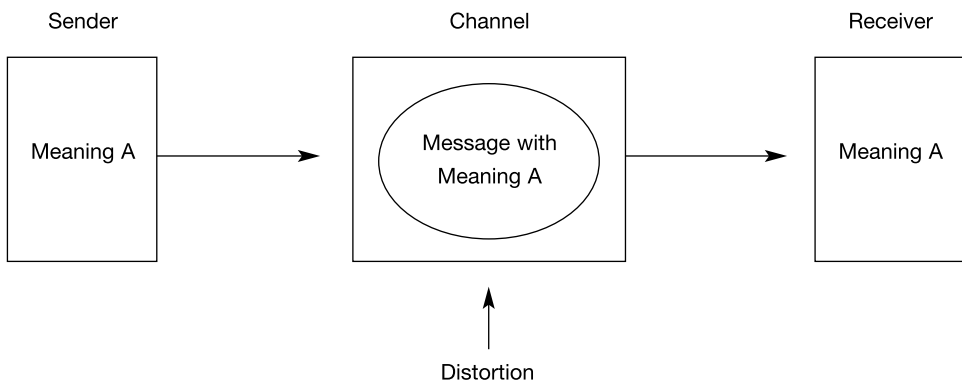 Sender
Channel
Receiver
Meaning A
Message with
Meaning A
Meaning A
Distortion